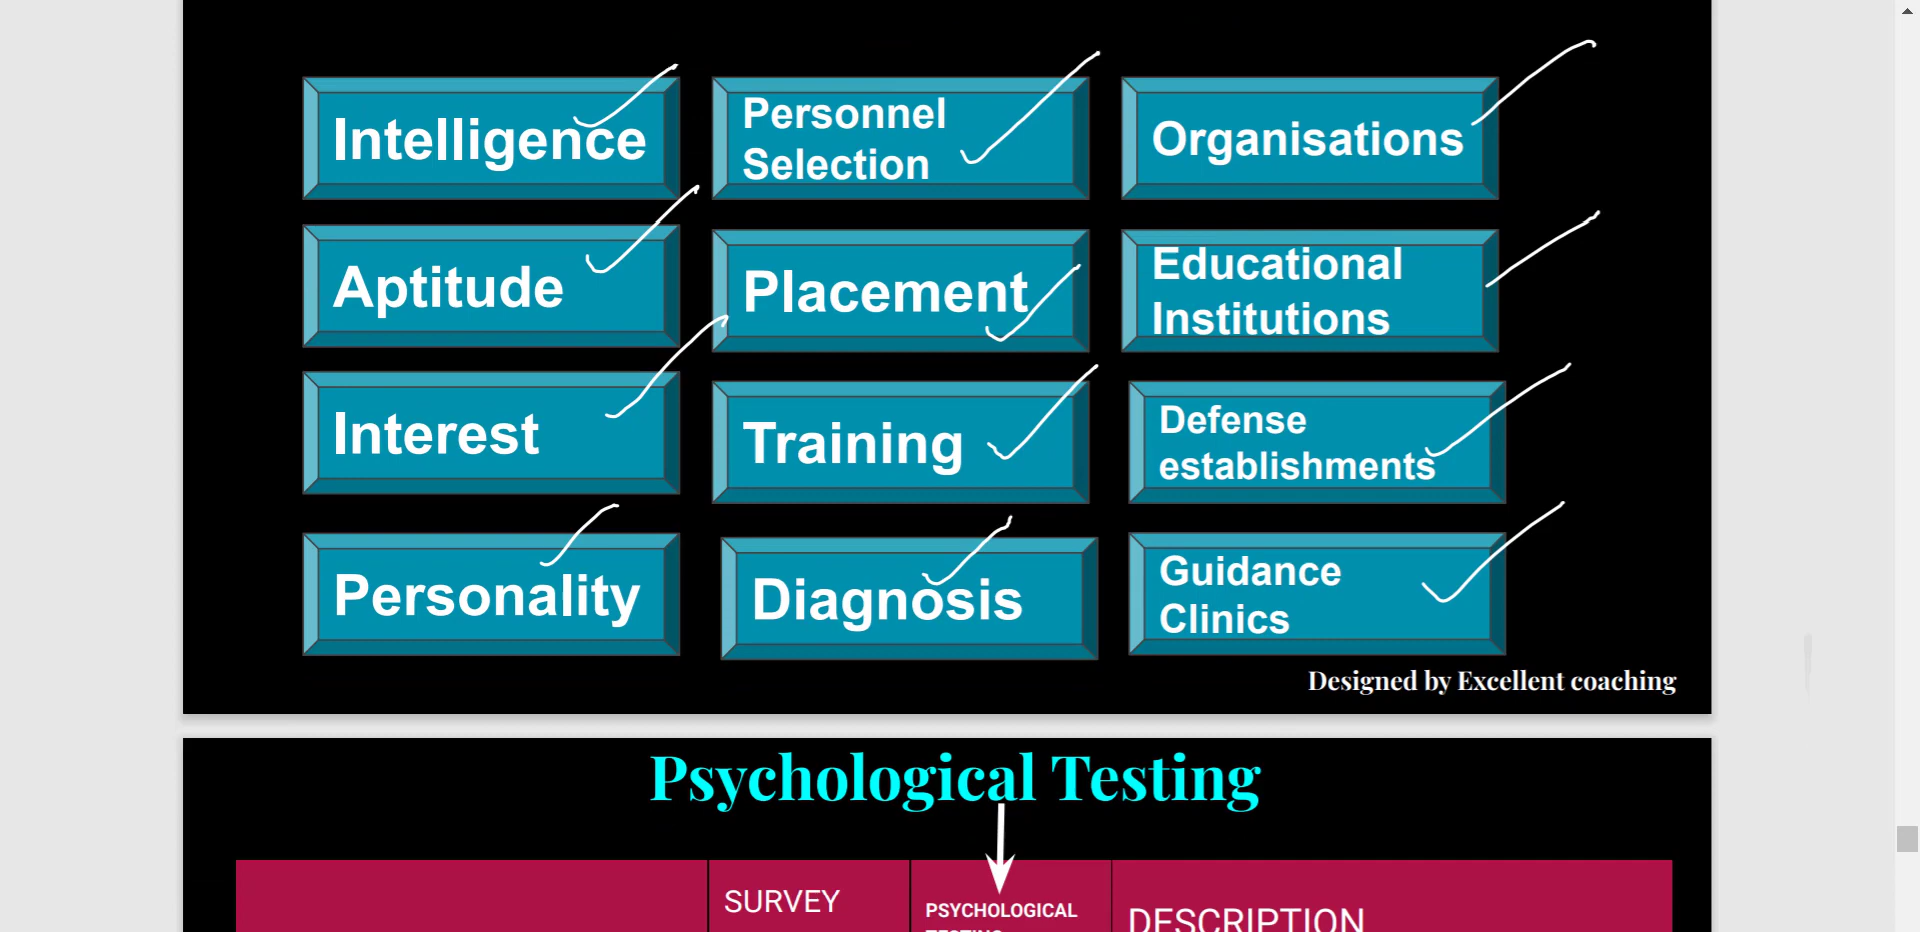 Intelligence
Personnel
Selection
Organisations
Aptitude
Placement
Educational
Institutions
Interest
Training
Defense
establishments
Personality
Diagnosis
Guidance
Clinics
Designed by Excellent coaching
Psychological Testing
SURVEY
PSYCHOLOGICAL
TESTING
DESCRIPTION